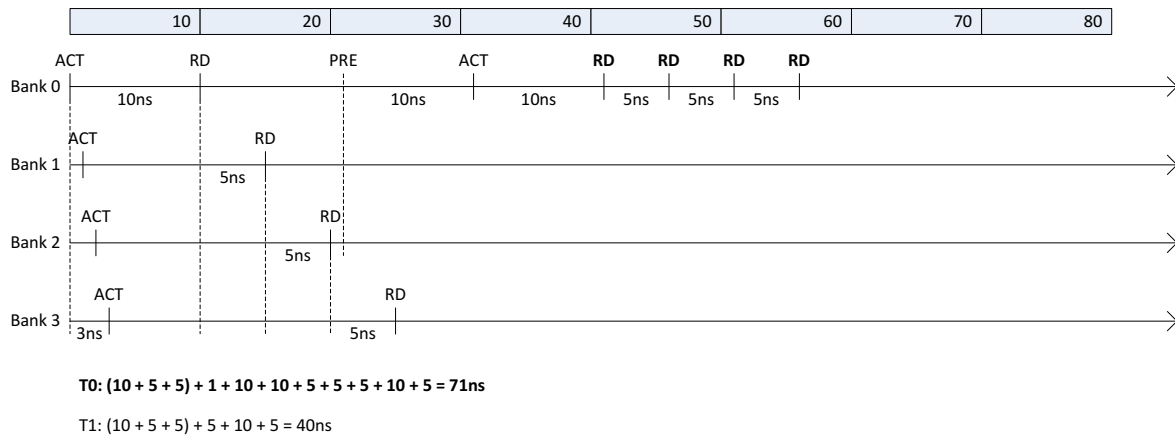 10 20 30 40 50 60 70 80
ACT RD PRE ACT RD RD RD RD
Bank 0
10ns 10ns 10ns 5ns 5ns 5ns
ACT RD
Bank 1
5ns
ACT RD
Bank 2
5ns
ACT RD
Bank 3
3ns 5ns
T0: (10 + 5 + 5) + 1 + 10 + 10 + 5 + 5 + 5 + 10 + 5 = 71ns
T1: (10 + 5 + 5) + 5 + 10 + 5 = 40ns